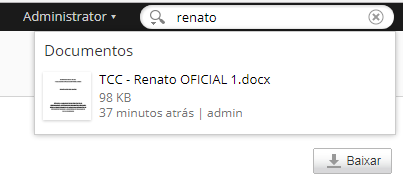 Administrator
renato
Documentos
TCC - Renato OFICIAL 1.docx
98 KB
37 minutos atrás | admin
Baixar